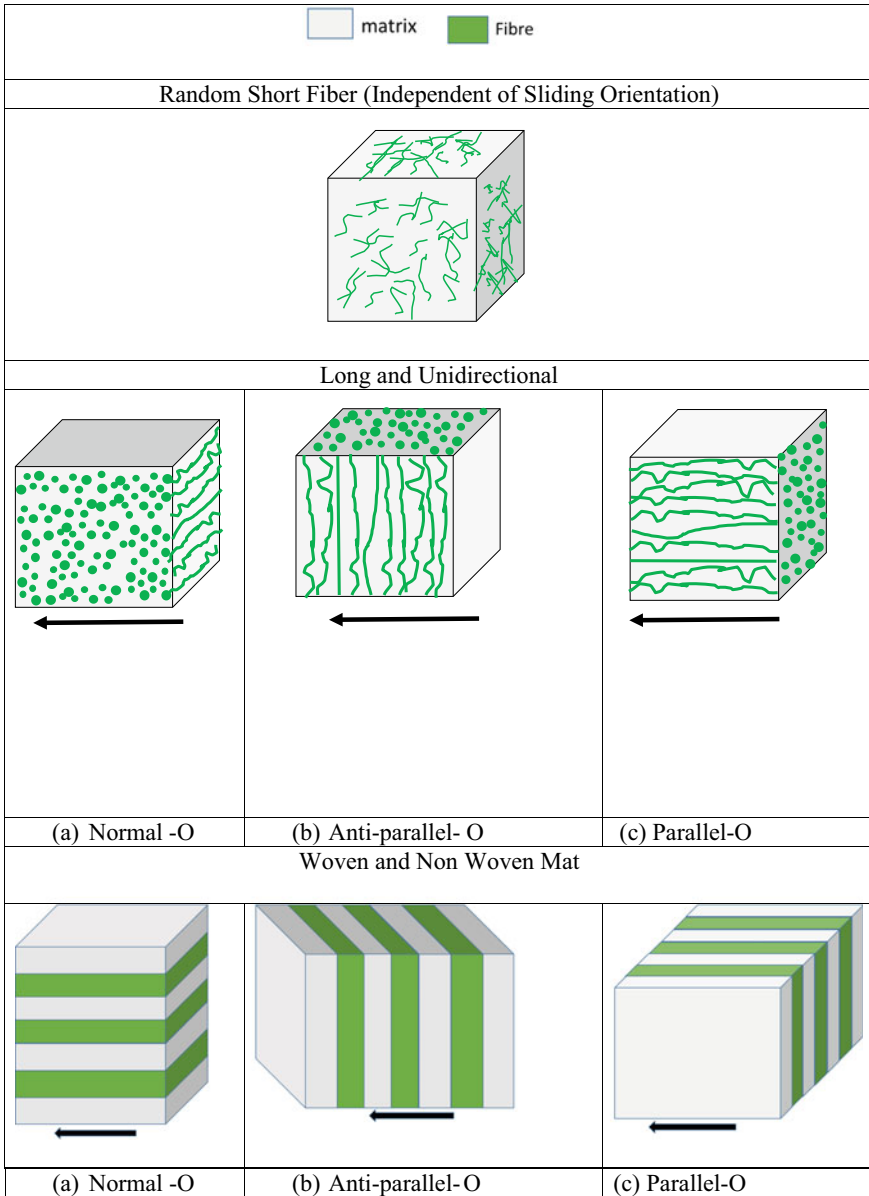 matrix Fibre
Random Short Fiber (Independent of Sliding Orientation)
Long and Unidirectional
(a) Normal -O (b) Anti-parallel- O (c) Parallel-O
Woven and Non Woven Mat
(a) Normal -O (b) Anti-parallel- O (c) Parallel-O